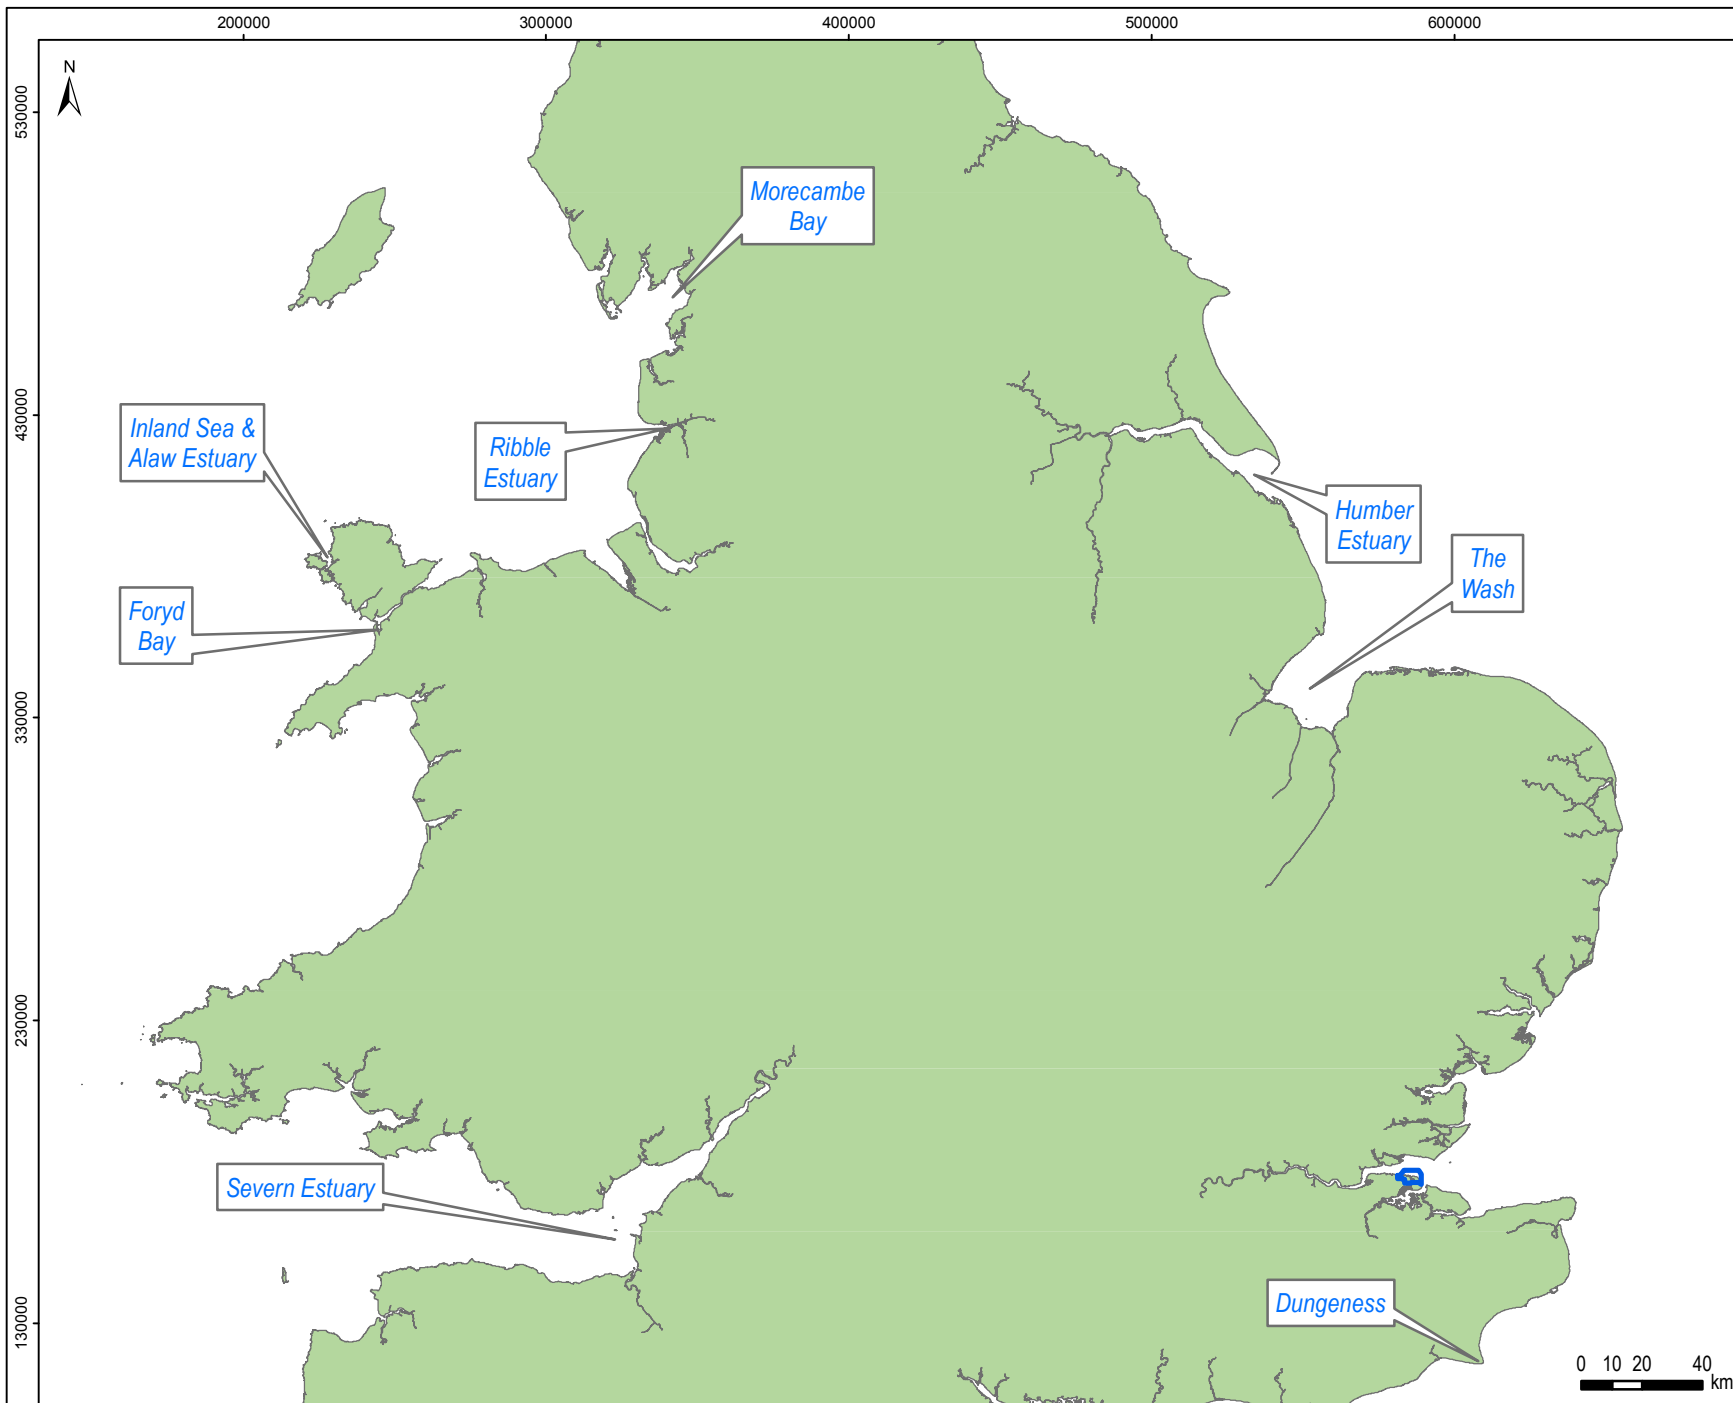 200000
300000
400000
500000
600000
N
530000
430000
330000
230000
130000
Morecambe
Bay
Inland Sea &
Alaw Estuary
Ribble
Estuary
Humber
Estuary
The
Wash
Foryd
Bay
Severn Estuary
Dungeness
0 10 20 40
km